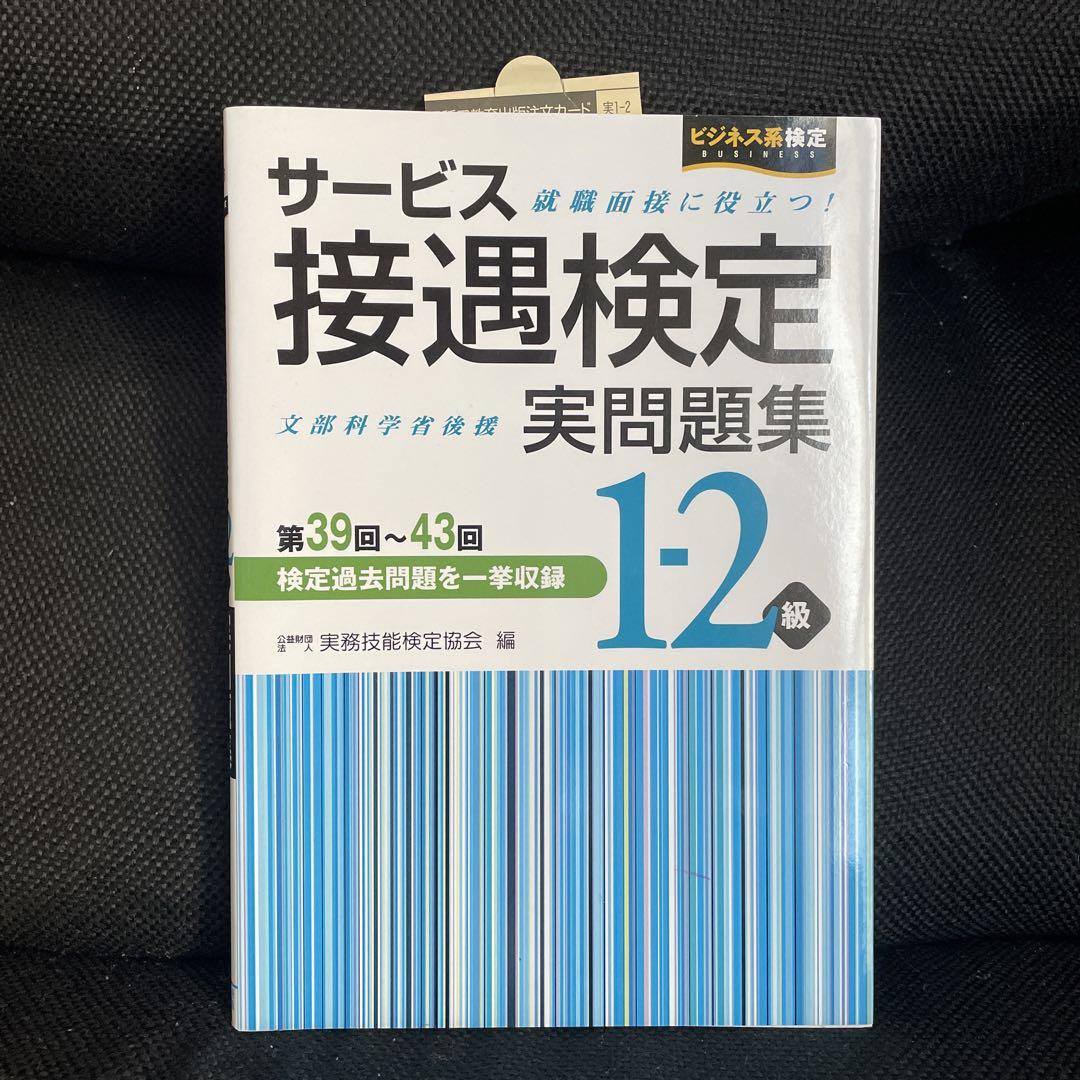 実1-2
ビジネス系検定
BUSINESS
サービス
就職面接に役立つ!
接遇検定
文部科学省後援
実問題集
1-2級
第39回~43回
検定過去問題を一挙収録
公益財団法人 実務技能検定協会 編